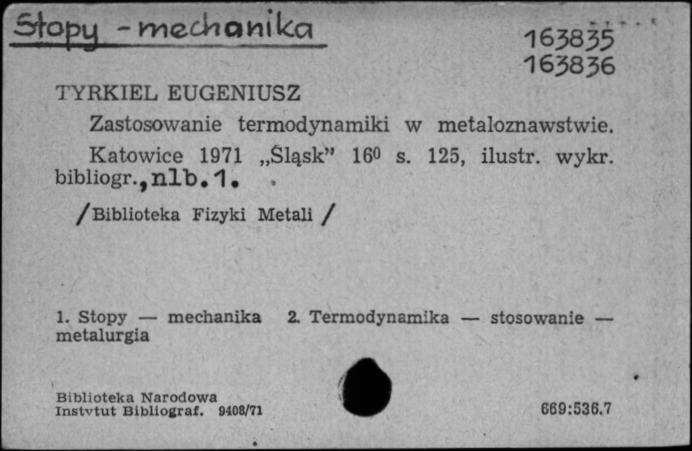 Stopy - mechanika
163835
163836
TYRKIEL EUGENIUSZ
Zastosowanie termodynamiki w metaloznawstwie.
Katowice 1971 „Śląsk” 16⁰ s. 125, ilustr. wykr.
bibliogr., nlb. 1.
/Biblioteka Fizyki Metali /
1. Stopy — mechanika 2. Termodynamika — stosowanie —
metalurgia
Biblioteka Narodowa
Instytut Bibliograf. 9408/71
669:536.7